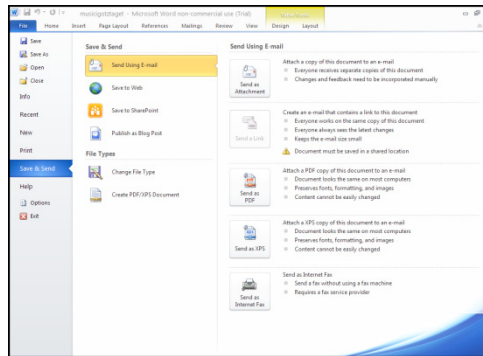 musicigotdaget - Microsoft Word non-commercial use (Trial)
File Home Insert Page Layout References Mailings Review View Design Layout
Save
Save As
Open
Close
Info
Recent
New
Print
Save & Send
Help
Options
Exit
Save & Send
Send Using E-mail
Save to Web
Save to SharePoint
Publish as Blog Post
File Types
Change File Type
Create PDF/XPS Document
Send Using E-mail
Send as
Attachment
Attach a copy of this document to an e-mail
Everyone receives separate copies of this document
Changes and feedback need to be incorporated manually
Send a Link
Create an e-mail that contains a link to this document
Everyone works on the same copy of this document
Everyone always sees the latest changes
Keeps the e-mail size small
Document must be saved in a shared location
Send as
PDF
Attach a PDF copy of this document to an e-mail
Document looks the same on most computers
Preserves fonts, formatting, and images
Content cannot be easily changed
Send as XPS
Attach a XPS copy of this document to an e-mail
Document looks the same on most computers
Preserves fonts, formatting, and images
Content cannot be easily changed
Send as
Internet Fax
Send as Internet Fax
Send a fax without using a fax machine
Requires a fax service provider